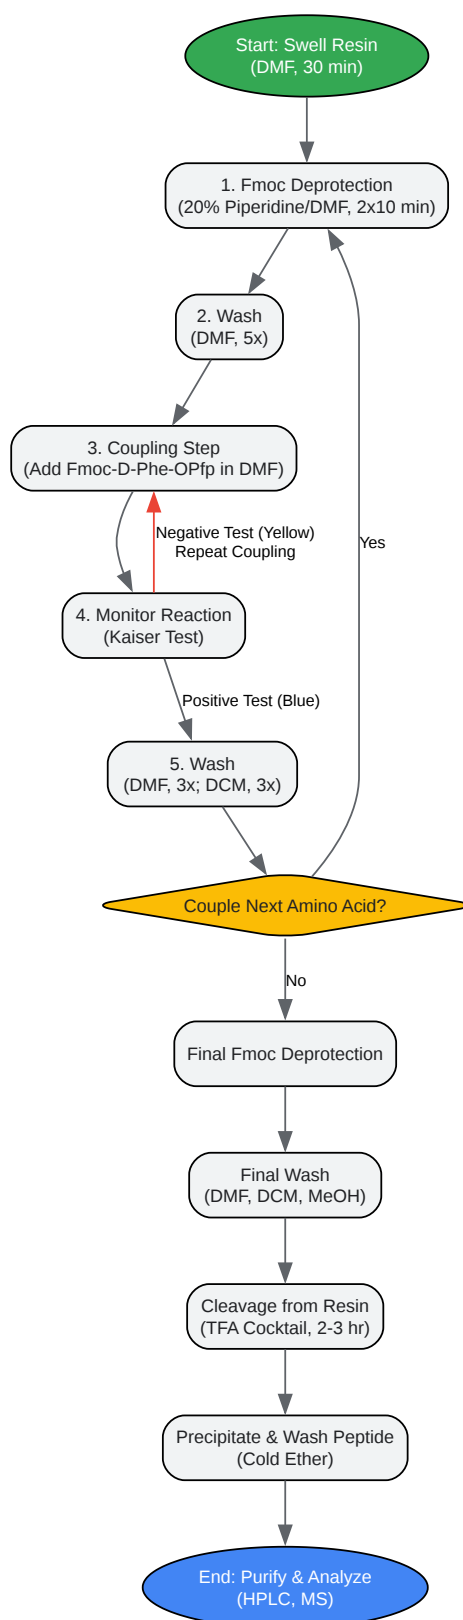 Start: Swell Resin
(DMF, 30 min)
1. Fmoc Deprotection
(20% Piperidine/DMF, 2x10 min)
2. Wash
(DMF, 5x)
3. Coupling Step
(Add Fmoc-D-Phe-OPfp in DMF)
Negative Test (Yellow)
Repeat Coupling
Yes
4. Monitor Reaction
(Kaiser Test)
Positive Test (Blue)
5. Wash
(DMF, 3x; DCM, 3x)
Couple Next Amino Acid?
No
Final Fmoc Deprotection
Final Wash
(DMF, DCM, MeOH)
Cleavage from Resin
(TFA Cocktail, 2-3 hr)
Precipitate & Wash Peptide
(Cold Ether)
End: Purify & Analyze
(HPLC, MS)